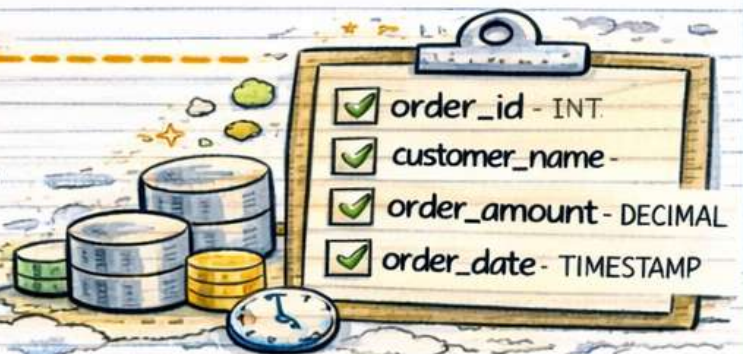 order_id - INT.
customer_name -
order_amount - DECIMAL
order_date - TIMESTAMP